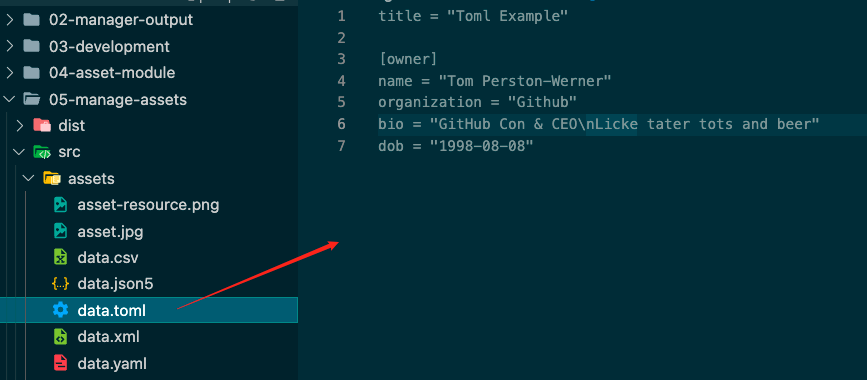 02-manager-output
03-development
04-asset-module
05-manage-assets
dist
src
assets
asset-resource.png
asset.jpg
data.csv
data.json5
data.toml
data.xml
data.yaml
1 title = "Toml Example"
2
3 [owner]
4 name = "Tom Perston-Werner"
5 organization = "Github"
6 bio = "GitHub Con & CEO\nLicke tater tots and beer"
7 dob = "1998-08-08"